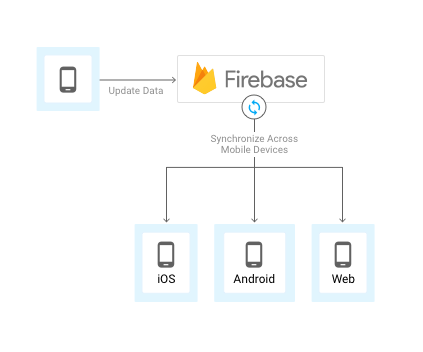 Firebase
Update Data
Synchronize Across
Mobile Devices
iOS
Android
Web